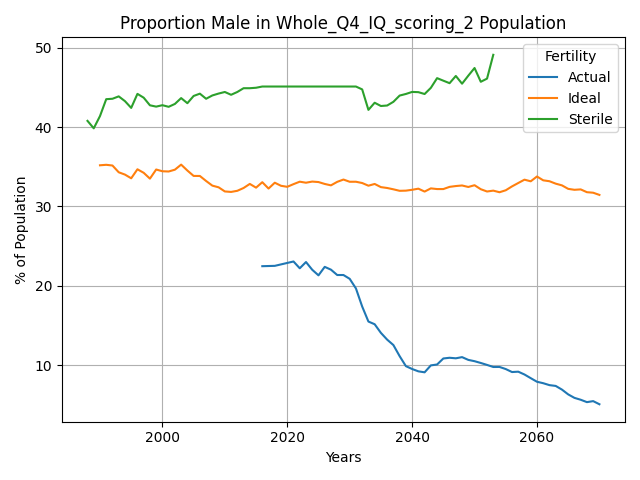 Proportion Male in Whole_Q4_IQ_scoring_2 Population
% of Population
50
40
30
20
10
Fertility
Actual
Ideal
Sterile
2000
2020
2040
2060
Years